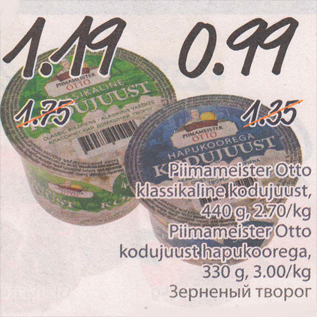 1.19 0.99
1.75 1.35
PIIMAMEISTER
OTTO
KLASSIKALINE
KODUJUUST
PIIMAMEISTER
OTTO
HAPUKOOREGA
KODUJUUST
Piimameister Otto
klassikaline kodujuust,
440 g, 2.70/kg
Piimameister Otto
kodujuust hapukoorega,
330 g, 3.00/kg
Зерненый творог